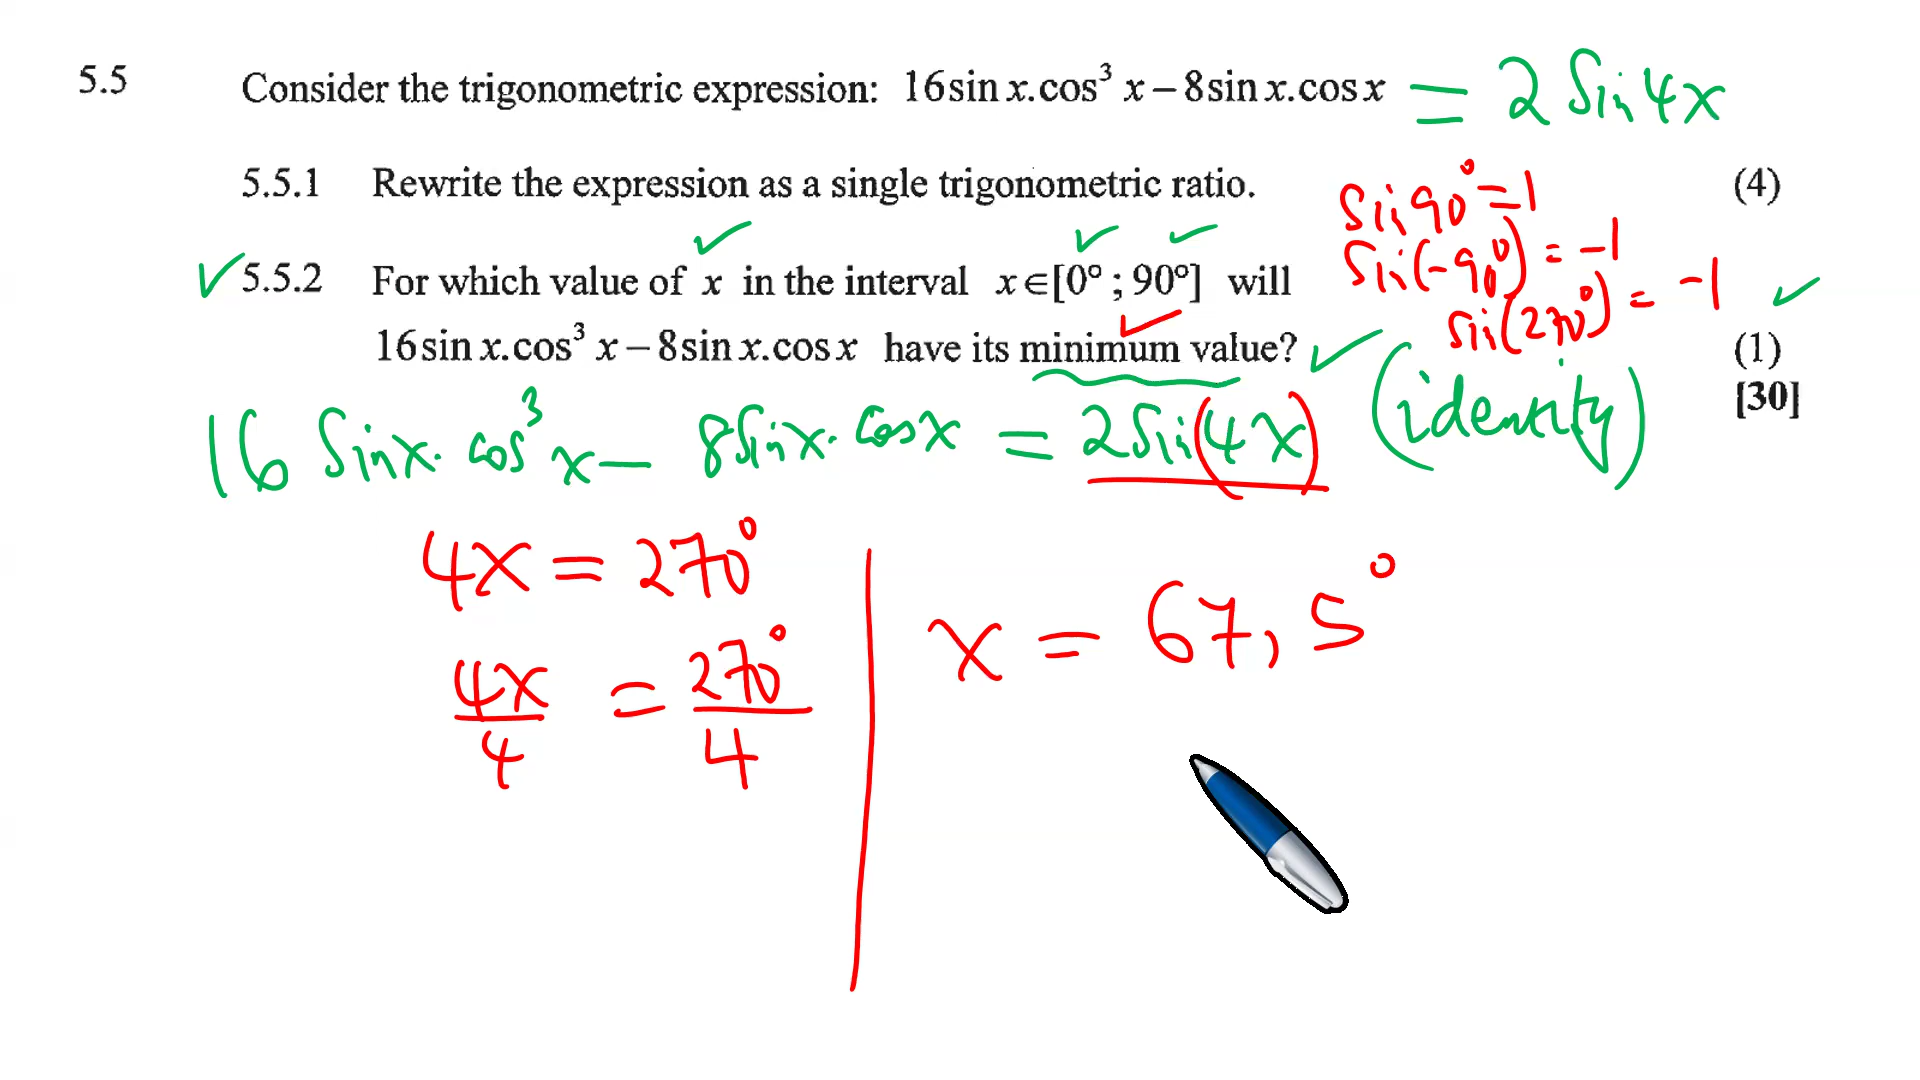 5.5 Consider the trigonometric expression: 16sin x.cos³ x − 8sin x.cos x = 2 Sin 4x
5.5.1 Rewrite the expression as a single trigonometric ratio. (4)
Sin 90° = 1
✓ ✓ ✓
Sin(-90°) = -1
✓ 5.5.2 For which value of x in the interval x∈[0° ; 90°] will
Sin(270°) = -1 ✓
16sin x.cos³ x − 8sin x.cos x have its minimum value? ✓ (1)
[30]
16 Sinx. cos³x − 8Sinx. cosx = 2Sin(4x) (identity)
4x = 270°
4x/4 = 270°/4
x = 67,5°